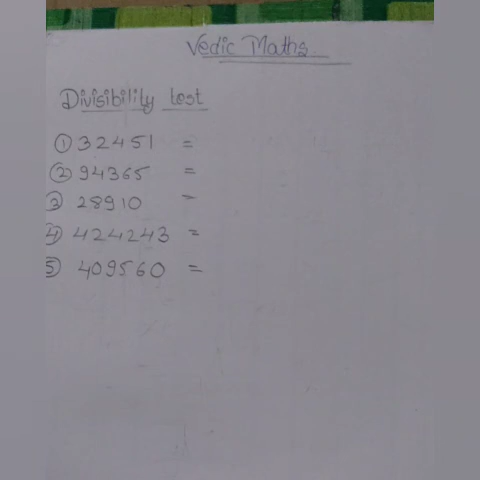 Vedic Maths
Divisibility test
① 32451 =
② 94365 =
③ 28910 =
④ 424243 =
⑤ 409560 =